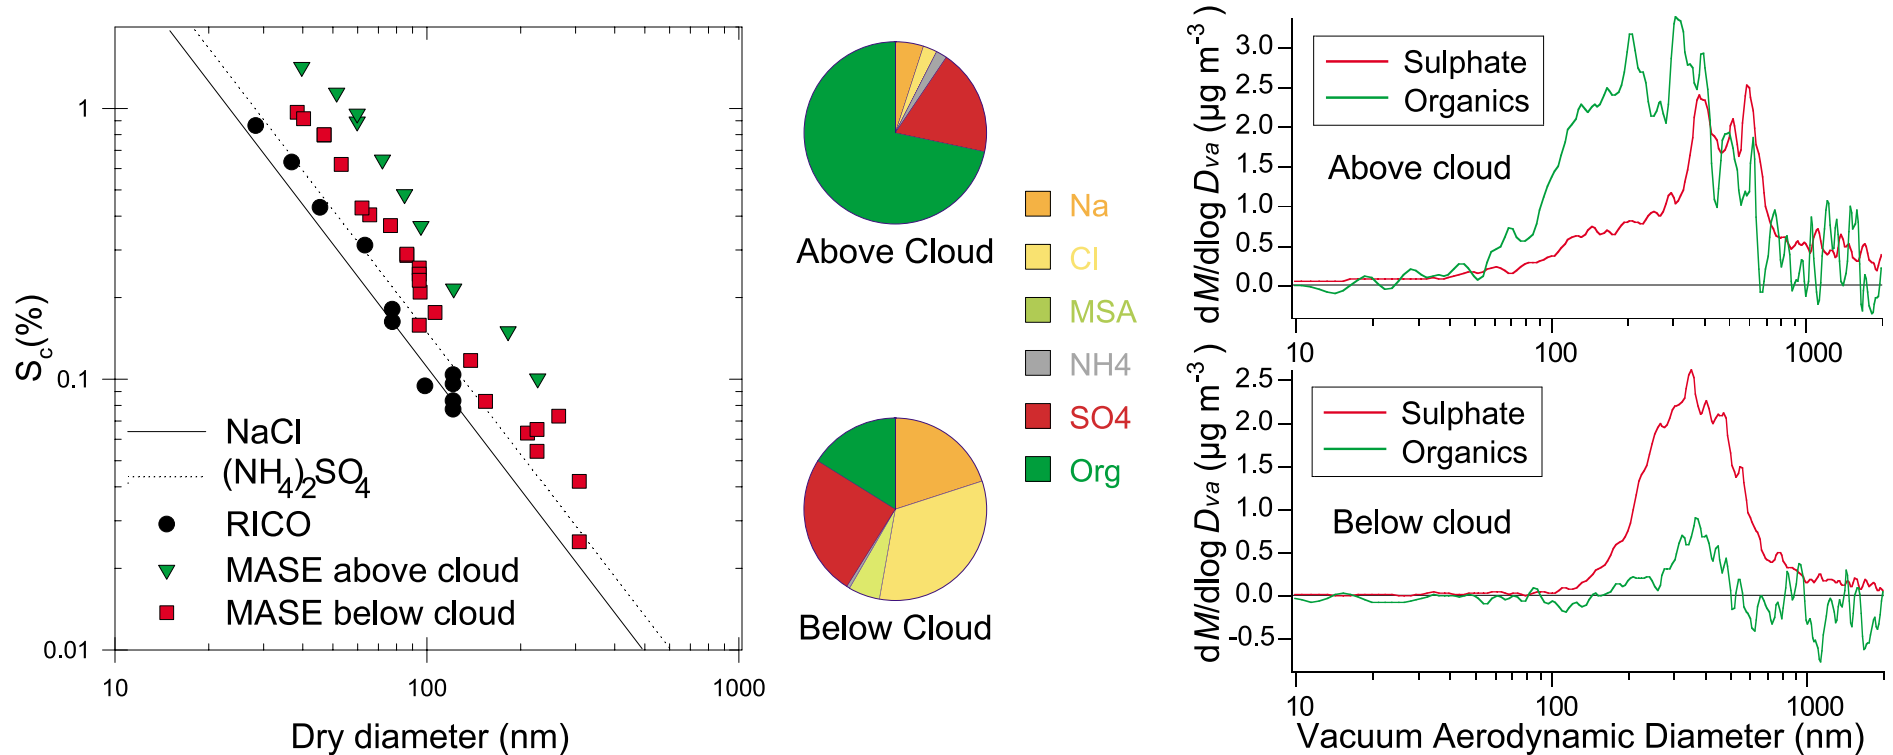 S_c(%)
1
0.1
0.01
10
100
1000
Dry diameter (nm)
NaCl
(NH_4)_2SO_4
RICO
MASE above cloud
MASE below cloud
Above Cloud
Below Cloud
Na
Cl
MSA
NH4
SO4
Org
dM/dlog Dva (µg m^-3)
3.0
2.5
2.0
1.5
1.0
0.5
0.0
Sulphate
Organics
Above cloud
10
100
1000
dM/dlog Dva (µg m^-3)
2.5
2.0
1.5
1.0
0.5
0.0
-0.5
Sulphate
Organics
Below cloud
10
100
1000
Vacuum Aerodynamic Diameter (nm)